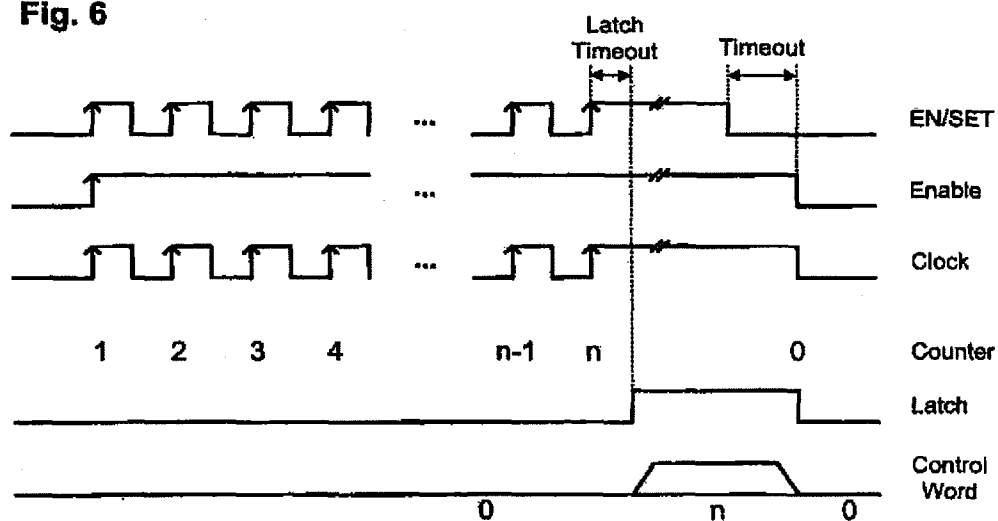 Fig. 6
Latch
Timeout
Timeout
EN/SET
...
Enable
...
Clock
...
1 2 3 4 n-1 n 0 Counter
Latch
Control
Word
0 n 0